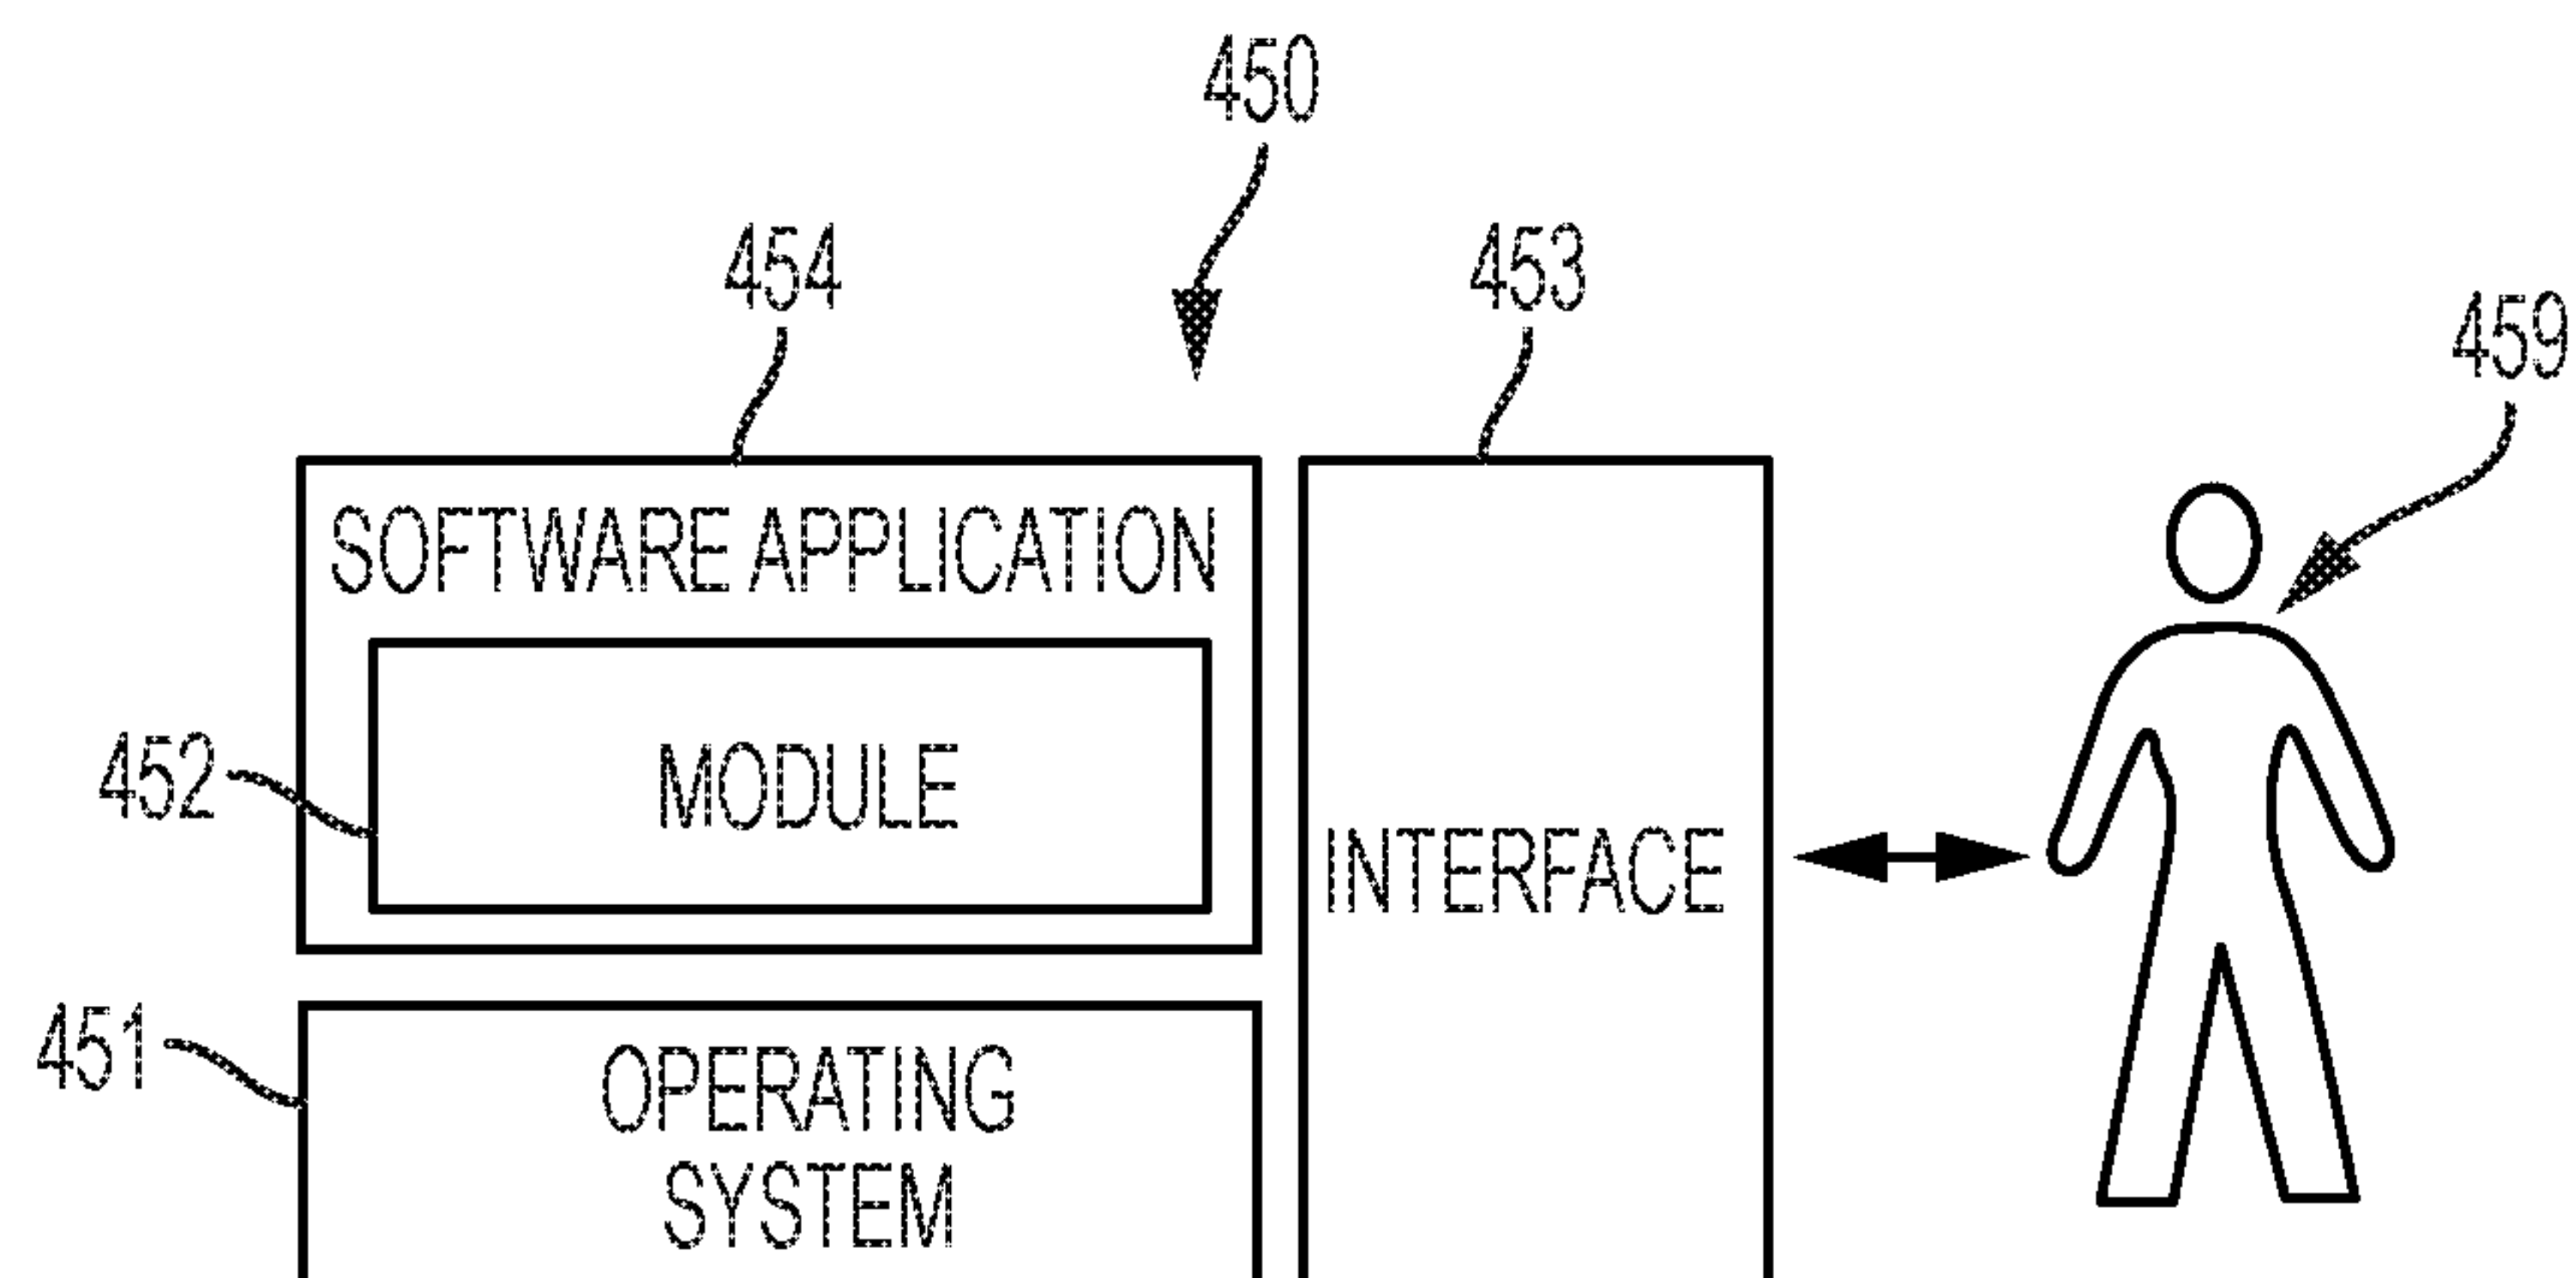 450
454
453
459
SOFTWARE APPLICATION
452
MODULE
INTERFACE
451
OPERATING
SYSTEM